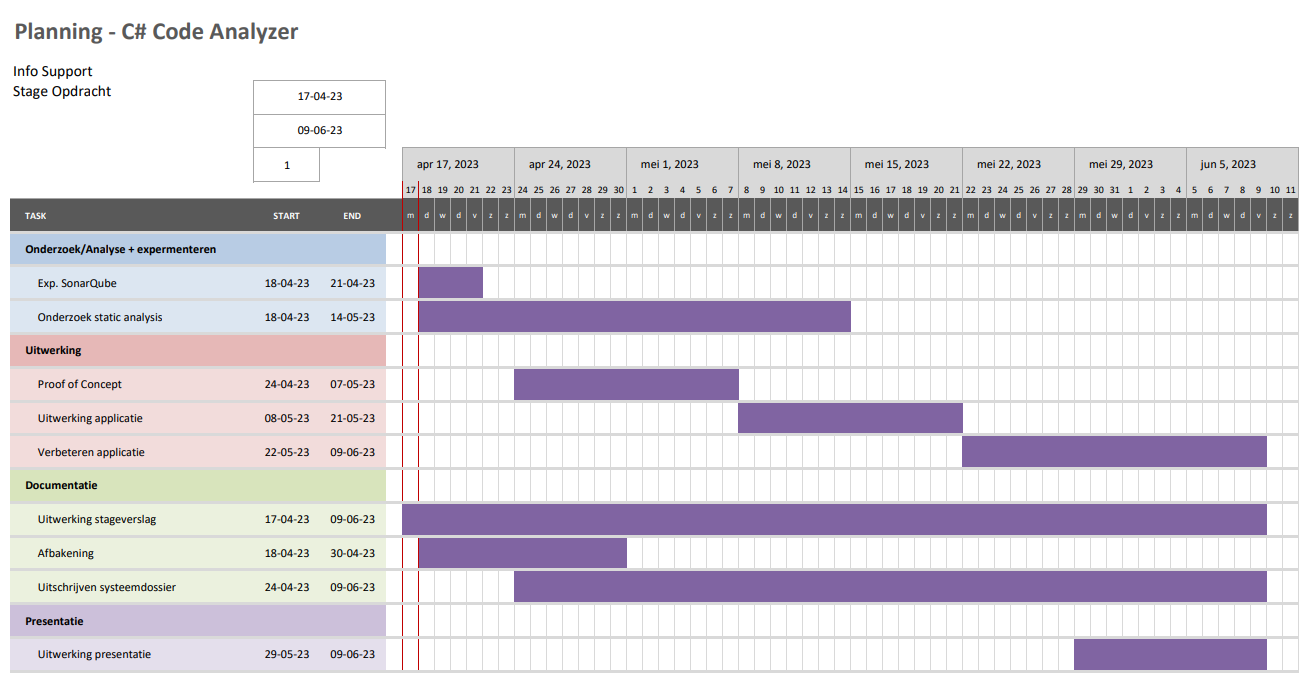 Planning - C# Code Analyzer
Info Support
Stage Opdracht
17-04-23
09-06-23
1
apr 17, 2023 apr 24, 2023 mei 1, 2023 mei 8, 2023 mei 15, 2023 mei 22, 2023 mei 29, 2023 jun 5, 2023
17 18 19 20 21 22 23 24 25 26 27 28 29 30 1 2 3 4 5 6 7 8 9 10 11 12 13 14 15 16 17 18 19 20 21 22 23 24 25 26 27 28 29 30 31 1 2 3 4 5 6 7 8 9 10 11
TASK START END m d w d v z z m d w d v z z m d w d v z z m d w d v z z m d w d v z z m d w d v z z m d w d v z z m d w d v z z
Onderzoek/Analyse + expermenteren
Exp. SonarQube 18-04-23 21-04-23
Onderzoek static analysis 18-04-23 14-05-23
Uitwerking
Proof of Concept 24-04-23 07-05-23
Uitwerking applicatie 08-05-23 21-05-23
Verbeteren applicatie 22-05-23 09-06-23
Documentatie
Uitwerking stageverslag 17-04-23 09-06-23
Afbakening 18-04-23 30-04-23
Uitschrijven systeemdossier 24-04-23 09-06-23
Presentatie
Uitwerking presentatie 29-05-23 09-06-23